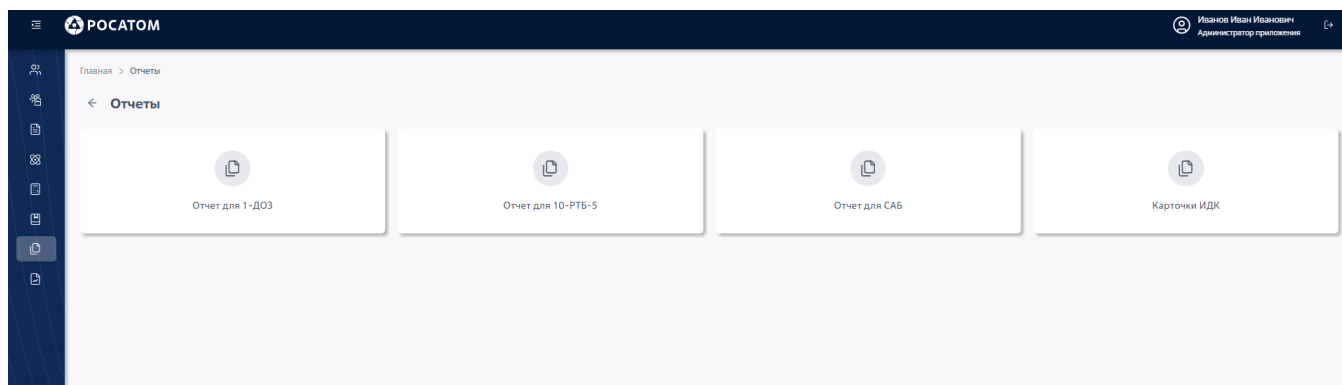 РОСАТОМ
Иванов Иван Иванович
Администратор приложения
Главная > Отчеты
← Отчеты
Отчет для 1-ДОЗ
Отчет для 10-РТБ-5
Отчет для САБ
Карточки ИДК